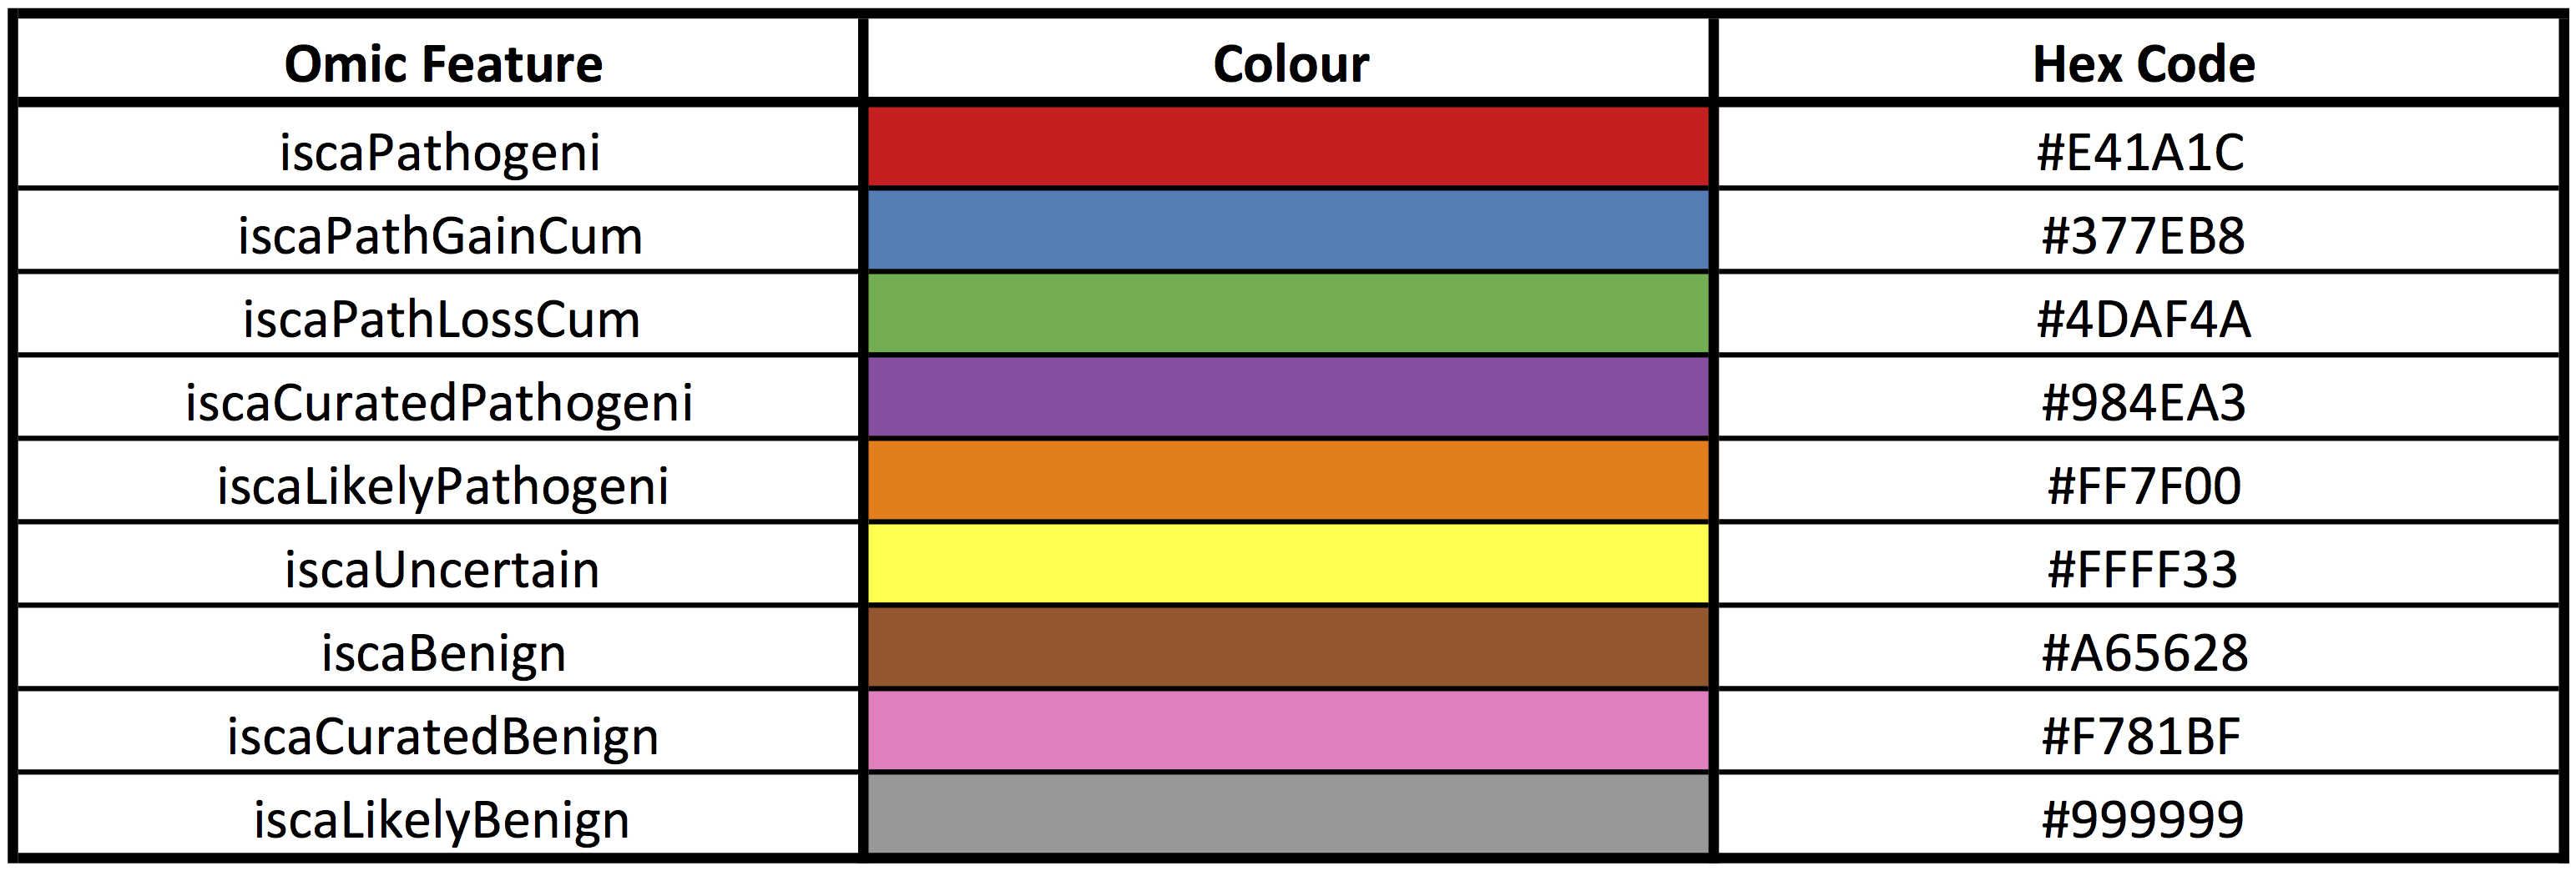 Omic Feature Colour Hex Code
iscaPathogeni #E41A1C
iscaPathGainCum #377EB8
iscaPathLossCum #4DAF4A
iscaCuratedPathogeni #984EA3
iscaLikelyPathogeni #FF7F00
iscaUncertain #FFFF33
iscaBenign #A65628
iscaCuratedBenign #F781BF
iscaLikelyBenign #999999